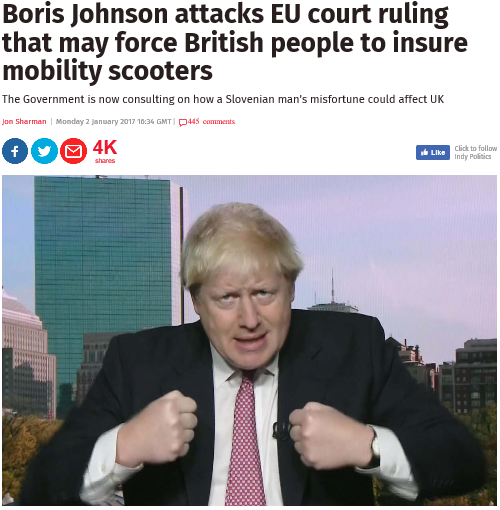 Boris Johnson attacks EU court ruling
that may force British people to insure
mobility scooters
The Government is now consulting on how a Slovenian man's misfortune could affect UK
Jon Sharman | Monday 2 January 2017 16:34 GMT | 445 comments
4K
shares
Like
Click to follow
Indy Politics